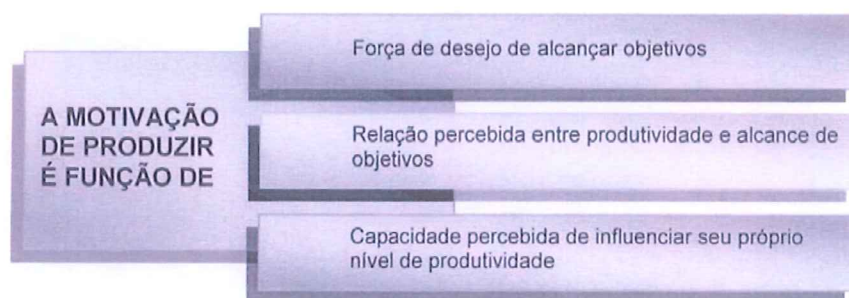 A MOTIVAÇÃO
DE PRODUZIR
É FUNÇÃO DE
Força de desejo de alcançar objetivos
Relação percebida entre produtividade e alcance de
objetivos
Capacidade percebida de influenciar seu próprio
nível de produtividade